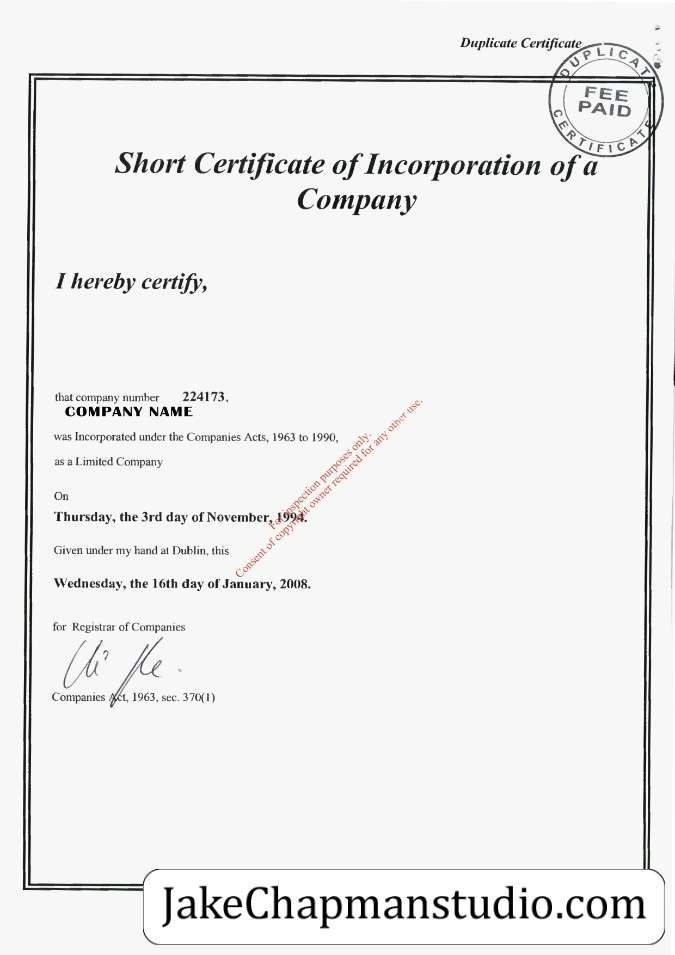 Duplicate Certificate
DUPLICATE
FEE
PAID
CERTIFICATE
Short Certificate of Incorporation of a
Company
I hereby certify,
that company number 224173,
COMPANY NAME
was Incorporated under the Companies Acts, 1963 to 1990,
as a Limited Company
On
Thursday, the 3rd day of November, 1994.
Given under my hand at Dublin, this
Wednesday, the 16th day of January, 2008.
For inspection purposes only.
Consent of copyright owner required for any other use.
for Registrar of Companies
Companies Act, 1963, sec. 370(1)
JakeChapmanstudio.com